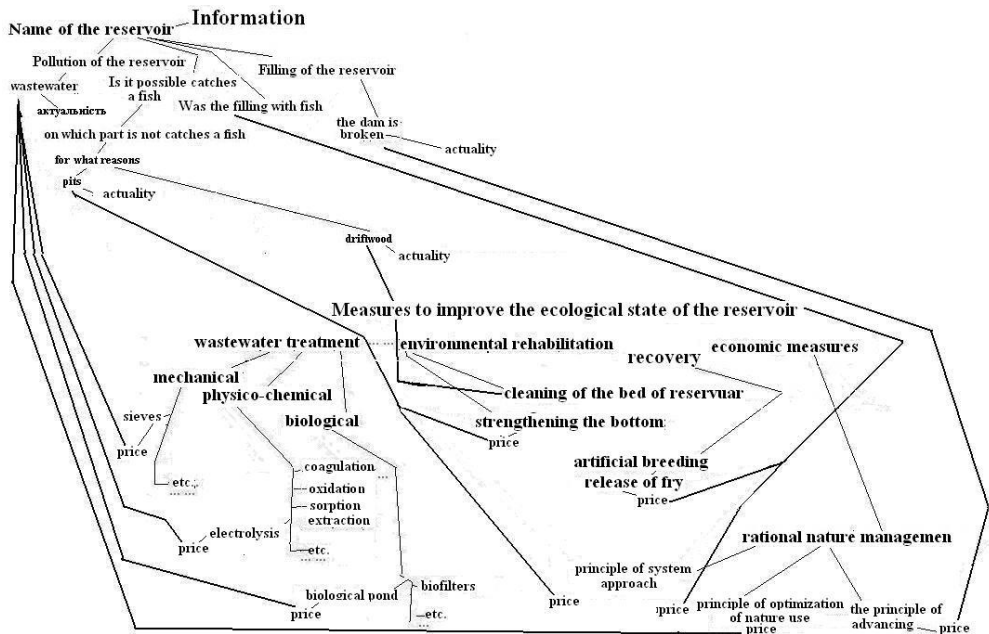 Information
Name of the reservoir
Pollution of the reservoir
Filling of the reservoir
wastewater
Is it possible catches
a fish
актуальність
Was the filling with fish
on which part is not catches a fish
the dam is
broken
actuality
for what reasons
pits
actuality
driftwood
actuality
Measures to improve the ecological state of the reservoir
wastewater treatment
environmental rehabilitation
economic measures
recovery
mechanical
physico-chemical
cleaning of the bed of reservuar
sieves
biological
strengthening the bottom
price
price
artificial breeding
release of fry
price
coagulation
...
etc.
... ...
oxidation
sorption
extraction
electrolysis
price
etc.
... ...
rational nature managemen
principle of system
approach
biofilters
biological pond
price
etc.
... ...
price
price
principle of optimization
of nature use
price
the principle of
advancing
price